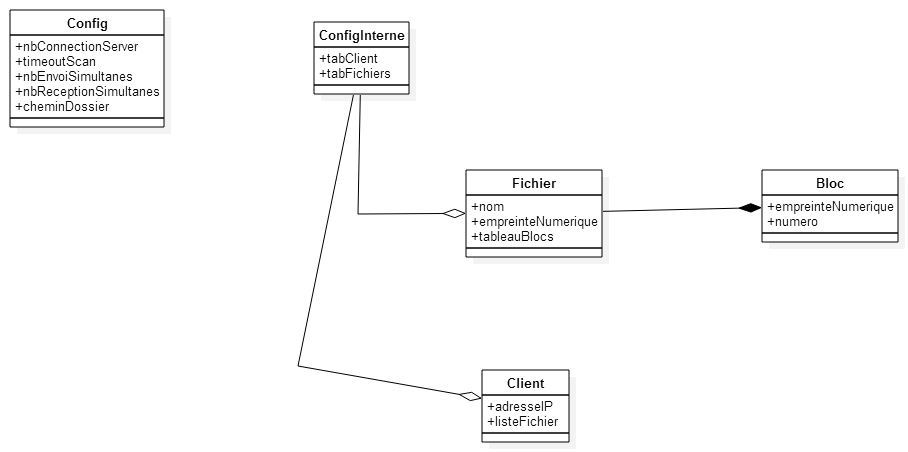 Config
+nbConnectionServer
+timeoutScan
+nbEnvoiSimultanes
+nbReceptionSimultanes
+cheminDossier
ConfigInterne
+tabClient
+tabFichiers
Fichier
+nom
+empreinteNumerique
+tableauBlocs
Bloc
+empreinteNumerique
+numero
Client
+adresseIP
+listeFichier